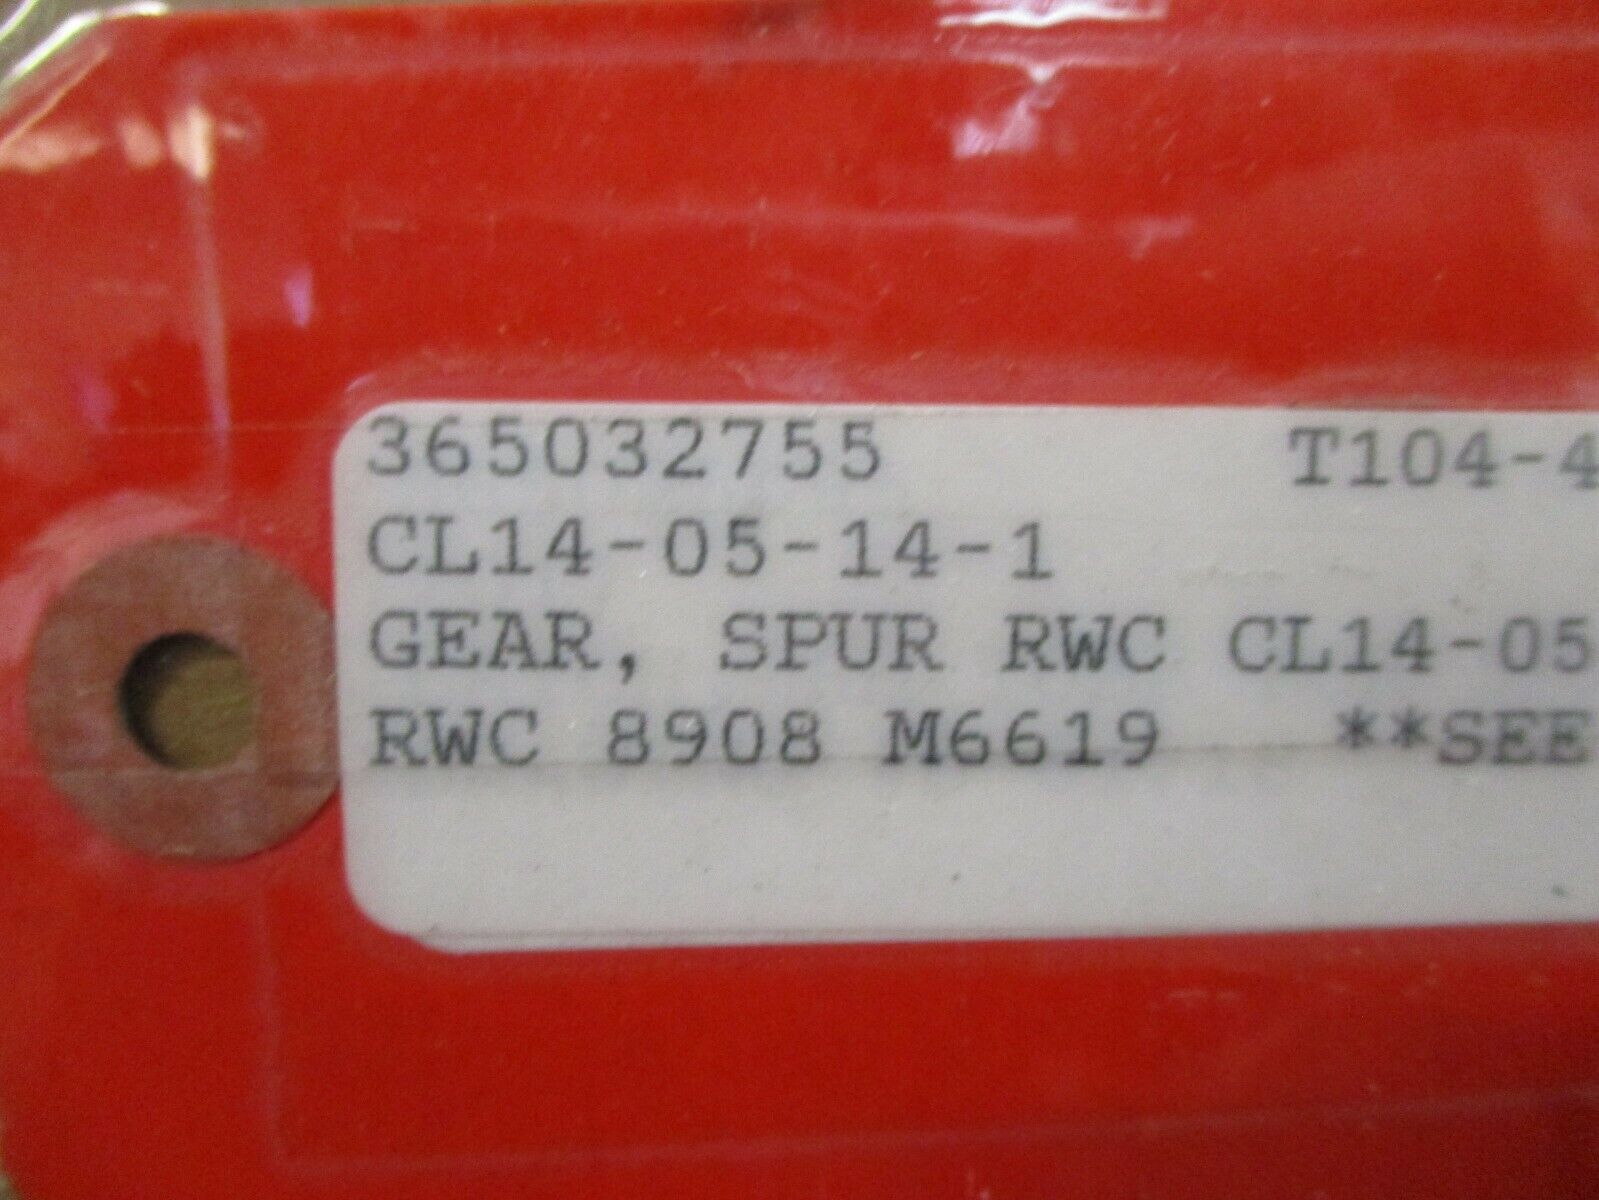 365032755 T104-4
CL14-05-14-1
GEAR, SPUR RWC CL14-05
RWC 8908 M6619 **SEE